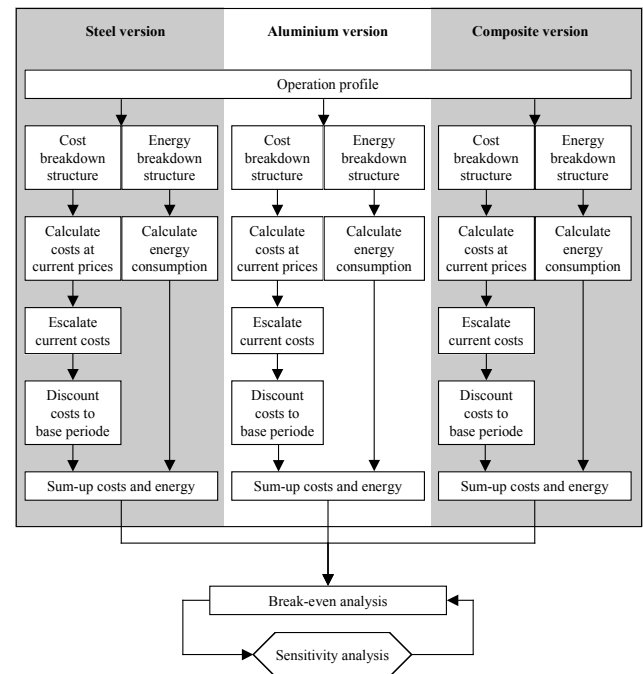 Steel version
Aluminium version
Composite version
Operation profile
Cost
breakdown
structure
Energy
breakdown
structure
Cost
breakdown
structure
Energy
breakdown
structure
Cost
breakdown
structure
Energy
breakdown
structure
Calculate
costs at
current prices
Calculate
energy
consumption
Calculate
costs at
current prices
Calculate
energy
consumption
Calculate
costs at
current prices
Calculate
energy
consumption
Escalate
current costs
Escalate
current costs
Escalate
current costs
Discount
costs to
base periode
Discount
costs to
base periode
Discount
costs to
base periode
Sum-up costs and energy
Sum-up costs and energy
Sum-up costs and energy
Break-even analysis
Sensitivity analysis